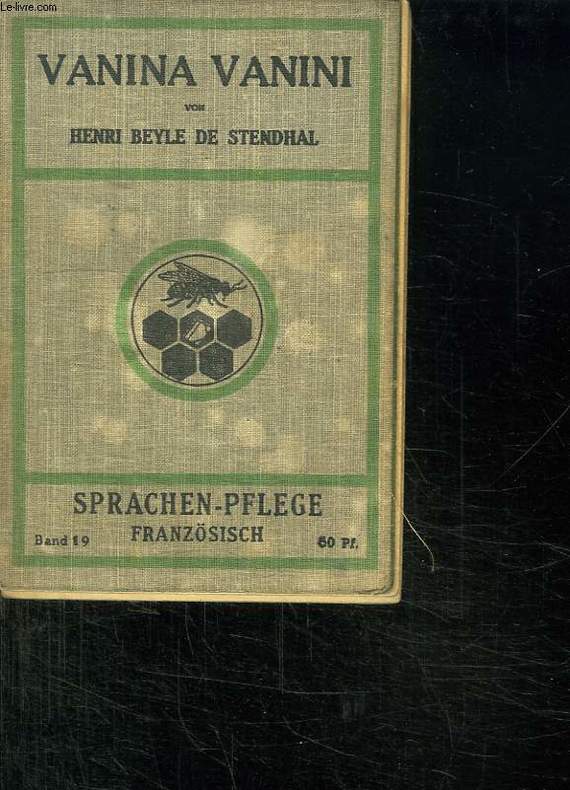 Le-livre.com
VANINA VANINI
VON
HENRI BEYLE DE STENDHAL
SPRACHEN-PFLEGE
FRANZÖSISCH
Band 19
60 Pf.